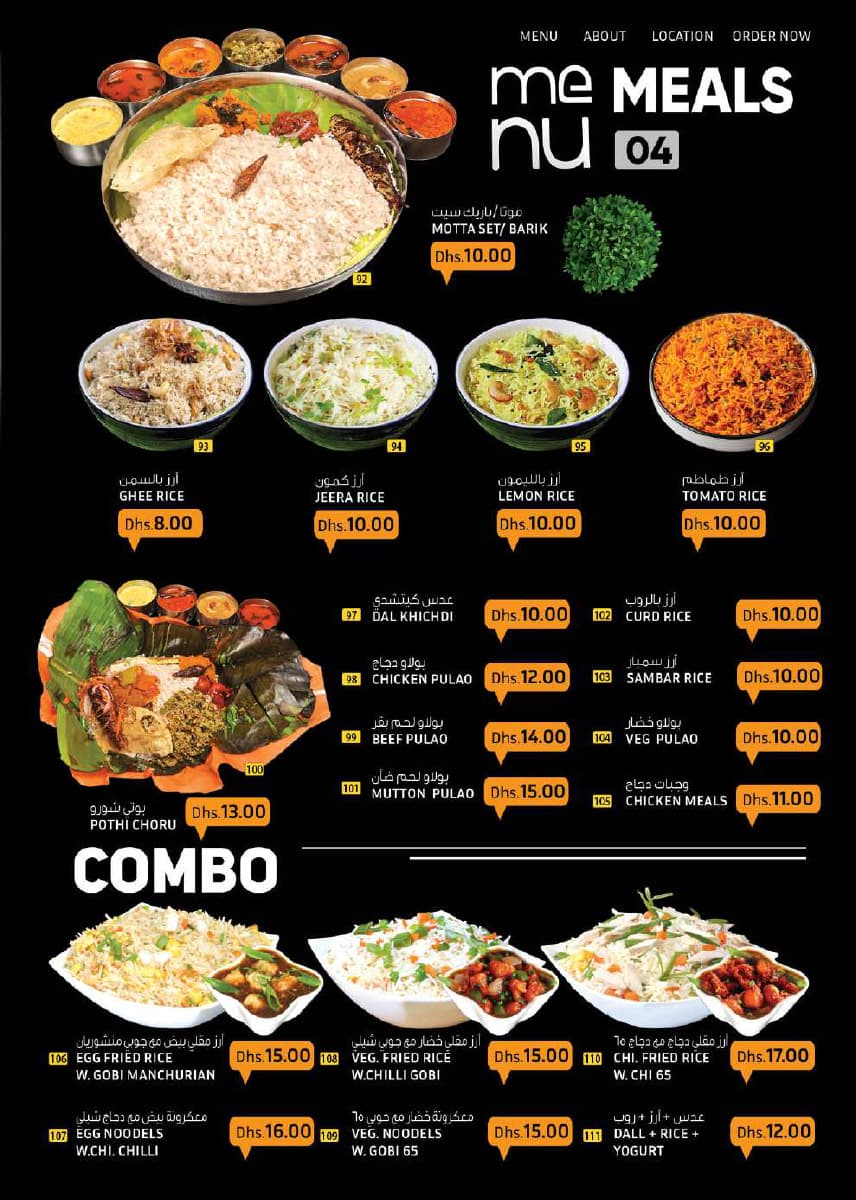 MENU ABOUT LOCATION ORDER NOW
me
nu
MEALS
04
موتا/باريك سيت
MOTTA SET/ BARIK
Dhs.10.00
92
93
94
95
96
أرز بالسمن
GHEE RICE
Dhs.8.00
أرز كمون
JEERA RICE
Dhs.10.00
أرز بالليمون
LEMON RICE
Dhs.10.00
أرز طماطم
TOMATO RICE
Dhs.10.00
عدس كيتشدي
97 DAL KHICHDI Dhs.10.00
بولاو دجاج
98 CHICKEN PULAO Dhs.12.00
بولاو لحم بقر
99 BEEF PULAO Dhs.14.00
بولاو لحم ضأن
101 MUTTON PULAO Dhs.15.00
أرز بالروب
102 CURD RICE Dhs.10.00
أرز سمبار
103 SAMBAR RICE Dhs.10.00
بولاو خضار
104 VEG PULAO Dhs.10.00
وجبات دجاج
105 CHICKEN MEALS Dhs.11.00
100
بوتي شورو
POTHI CHORU
Dhs.13.00
COMBO
أرز مقلي بيض مع جوبي منشوريان
106 EGG FRIED RICE
W. GOBI MANCHURIAN
Dhs.15.00
أرز مقلي خضار مع جوبي شيلي
108 VEG. FRIED RICE
W.CHILLI GOBI
Dhs.15.00
أرز مقلي دجاج مع دجاج ٦٥
110 CHI. FRIED RICE
W. CHI 65
Dhs.17.00
معكرونة بيض مع دجاج شيلي
107 EGG NOODELS
W.CHI. CHILLI
Dhs.16.00
معكرونة خضار مع جوبي ٦٥
109 VEG. NOODELS
W. GOBI 65
Dhs.15.00
عدس + أرز + روب
111 DALL + RICE +
YOGURT
Dhs.12.00